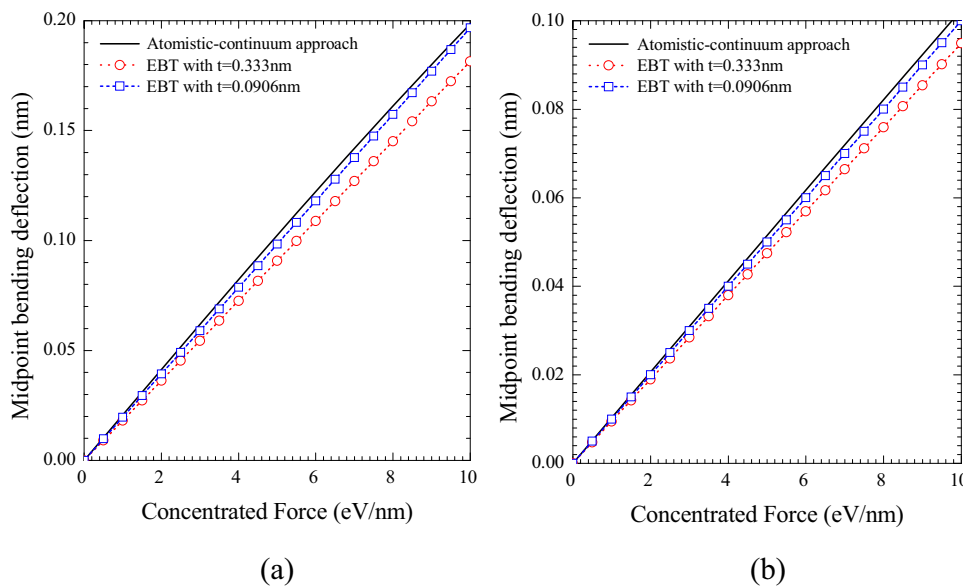 0.20
0.15
0.10
0.05
0.00
Midpoint bending deflection (nm)
Atomistic-continuum approach
EBT with t=0.333nm
EBT with t=0.0906nm
0 2 4 6 8 10
Concentrated Force (eV/nm)
(a)
0.10
0.08
0.06
0.04
0.02
0.00
Midpoint bending deflection (nm)
Atomistic-continuum approach
EBT with t=0.333nm
EBT with t=0.0906nm
0 2 4 6 8 10
Concentrated Force (eV/nm)
(b)